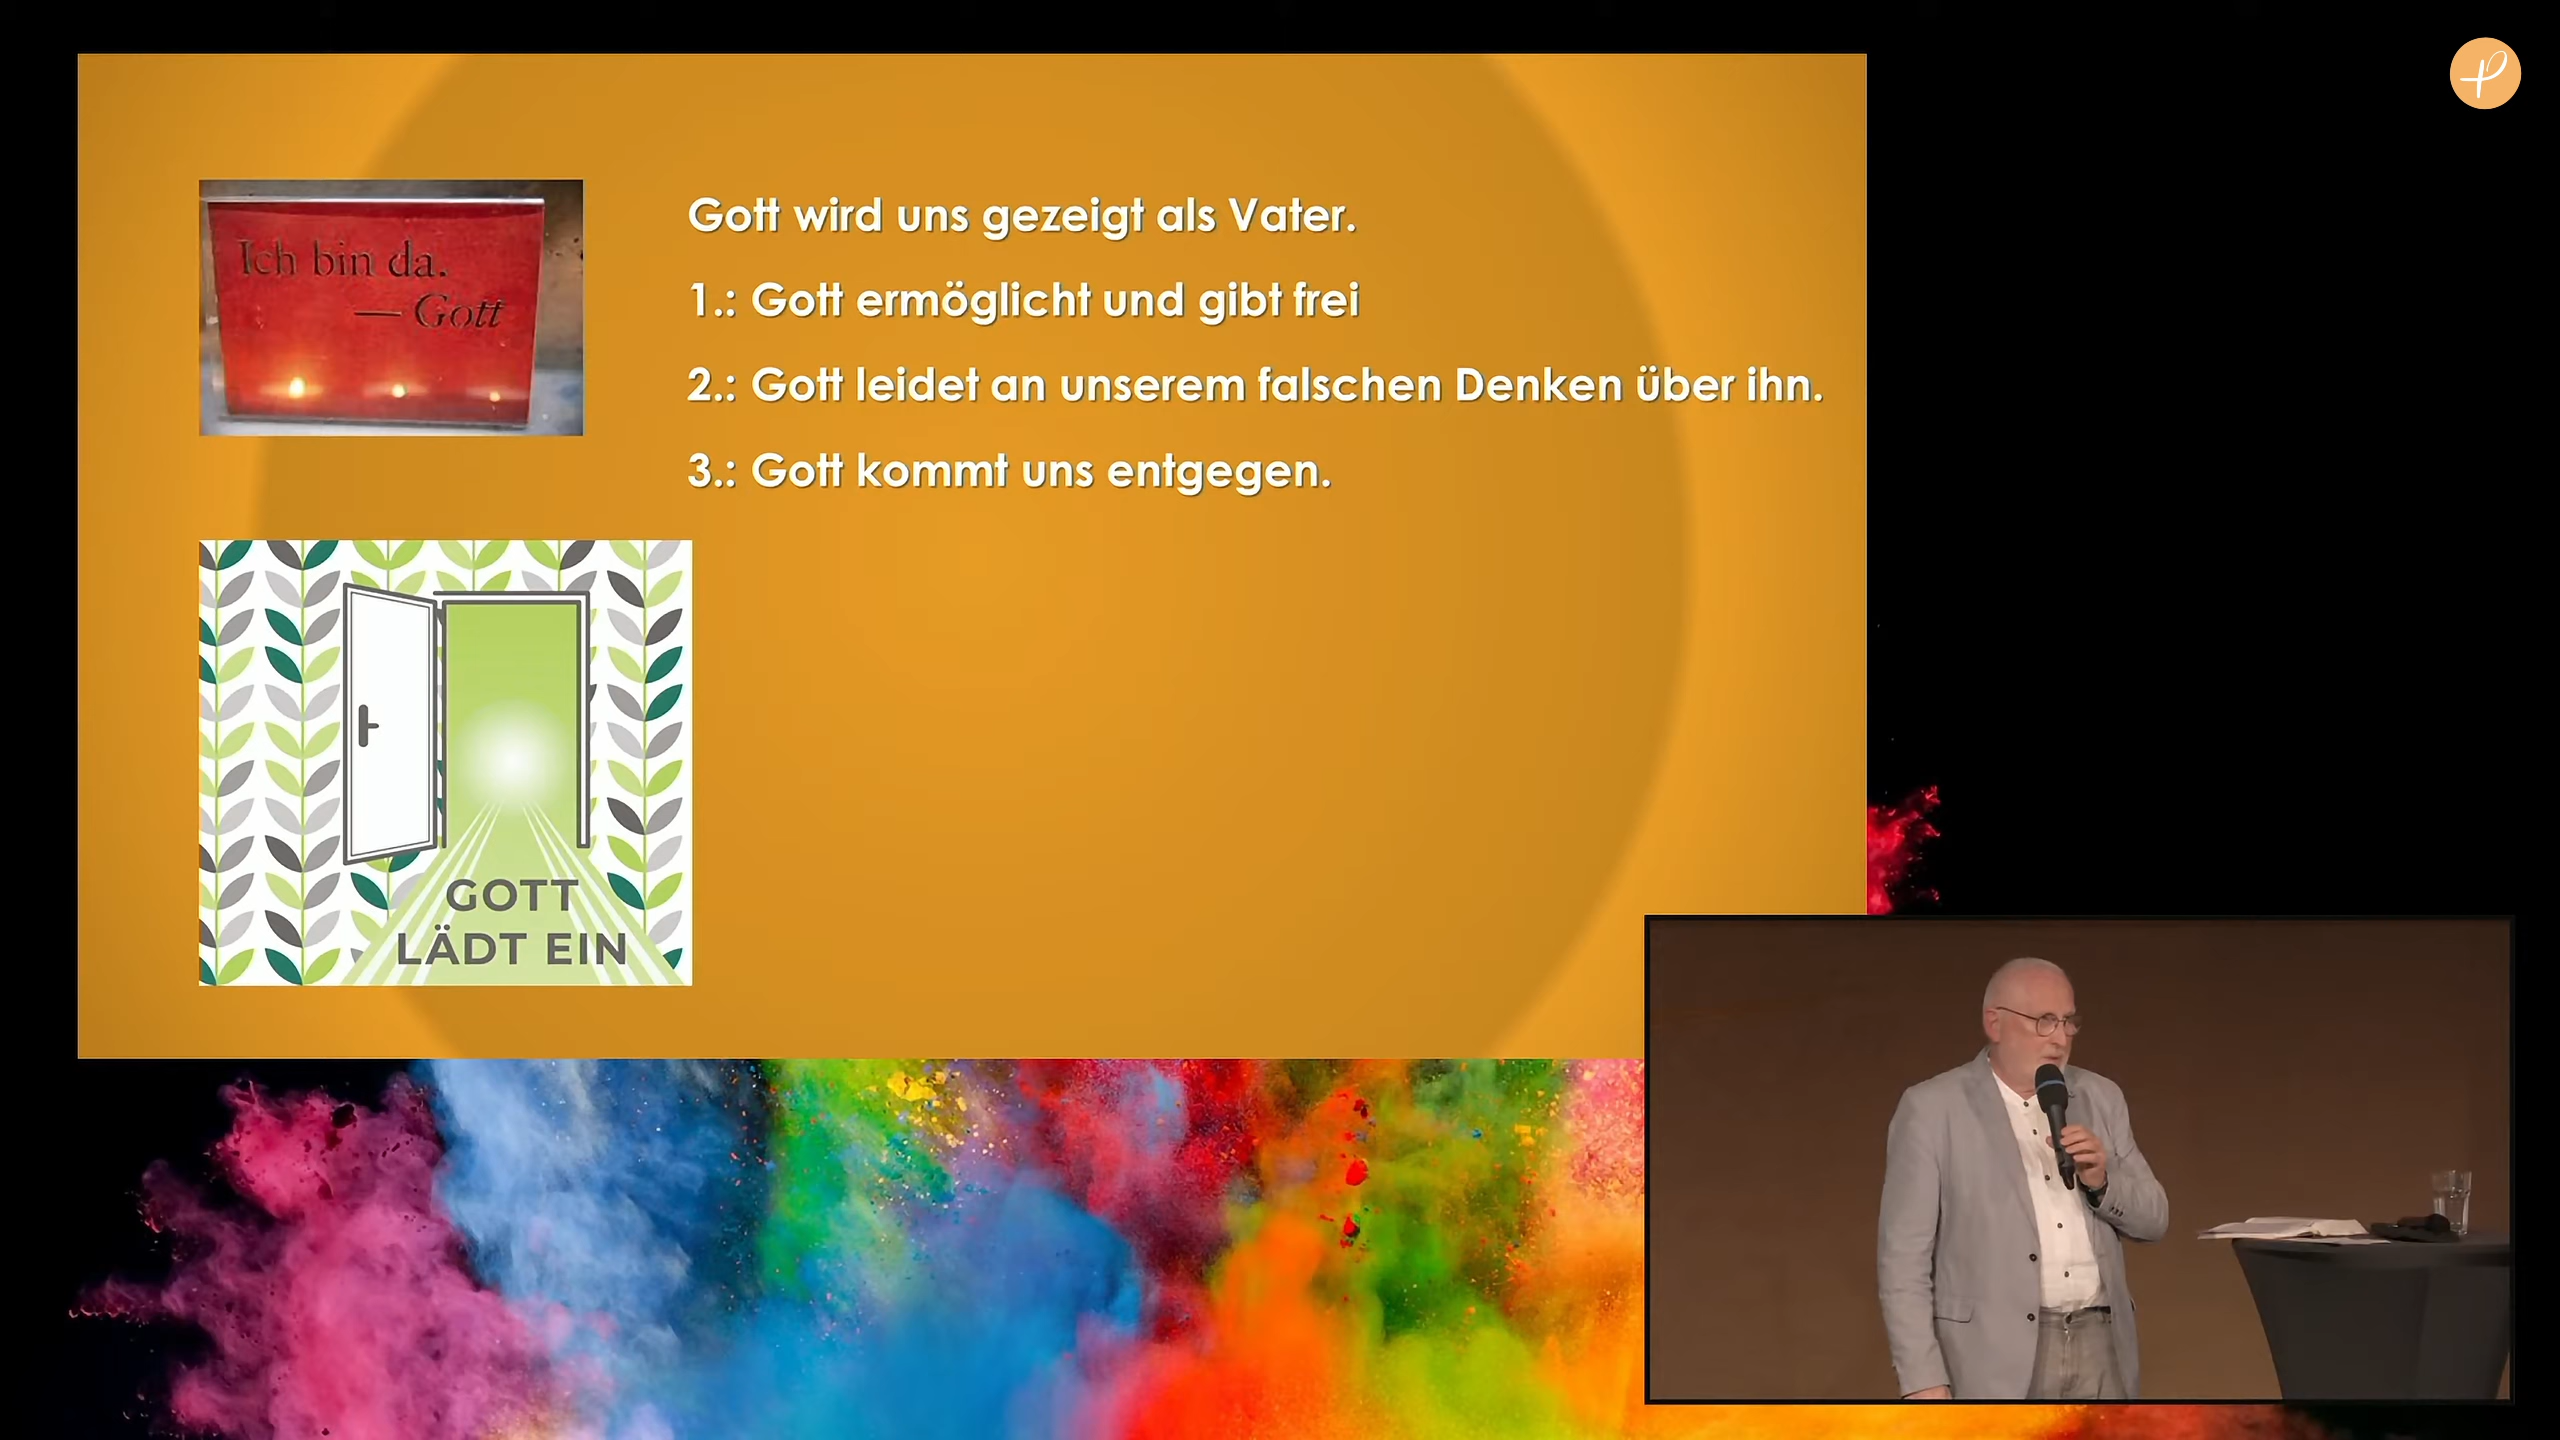 Ich bin da.
— Gott
Gott wird uns gezeigt als Vater.
1.: Gott ermöglicht und gibt frei
2.: Gott leidet an unserem falschen Denken über ihn.
3.: Gott kommt uns entgegen.
GOTT
LÄDT EIN